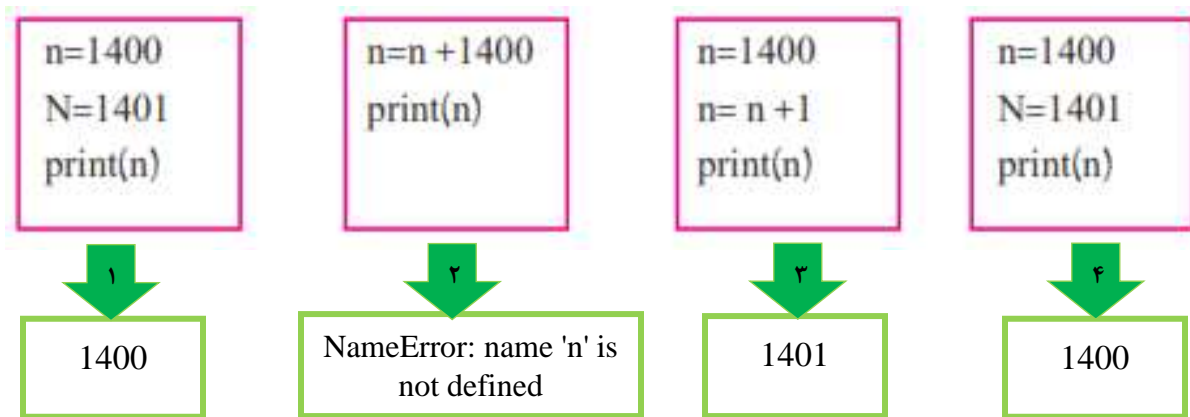 n=1400
N=1401
print(n)
n=n +1400
print(n)
n=1400
n= n +1
print(n)
n=1400
N=1401
print(n)
۱
۲
۳
۴
1400
NameError: name 'n' is
not defined
1401
1400